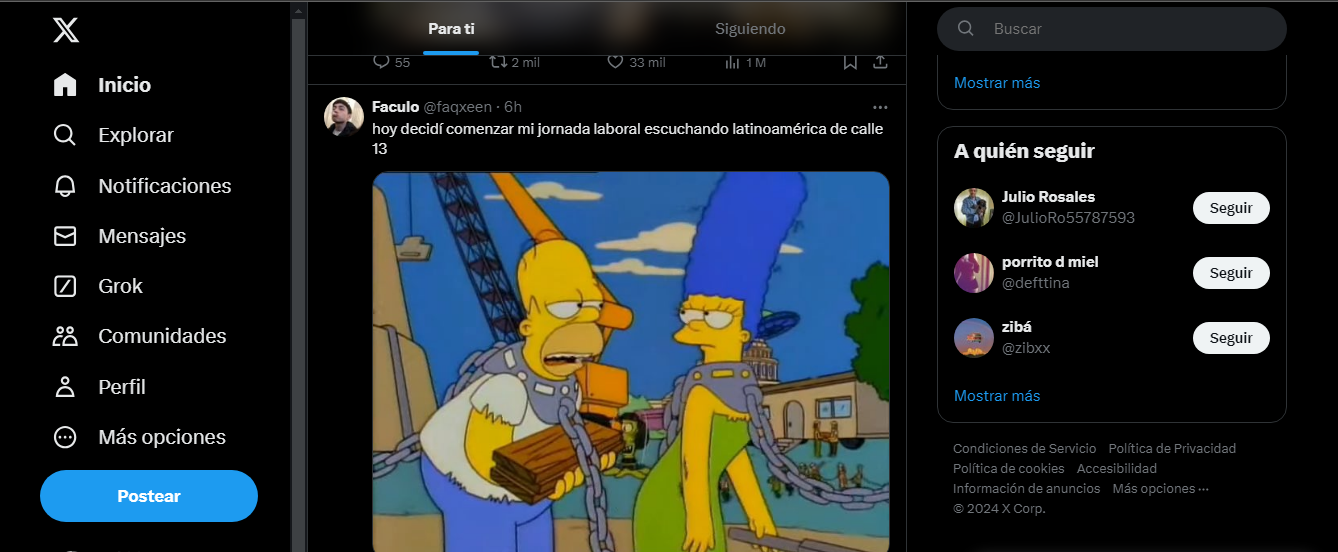 Inicio
Explorar
Notificaciones
Mensajes
Grok
Comunidades
Perfil
Más opciones
Postear
Para ti
Siguiendo
55
2 mil
33 mil
1 M
Faculo @faqxeen · 6h
hoy decidí comenzar mi jornada laboral escuchando latinoamérica de calle
13
Buscar
Mostrar más
A quién seguir
Julio Rosales
@JulioRo55787593
Seguir
porrito d miel
@defttina
Seguir
zibá
@zibxx
Seguir
Mostrar más
Condiciones de Servicio Política de Privacidad
Política de cookies Accesibilidad
Información de anuncios Más opciones ···
© 2024 X Corp.